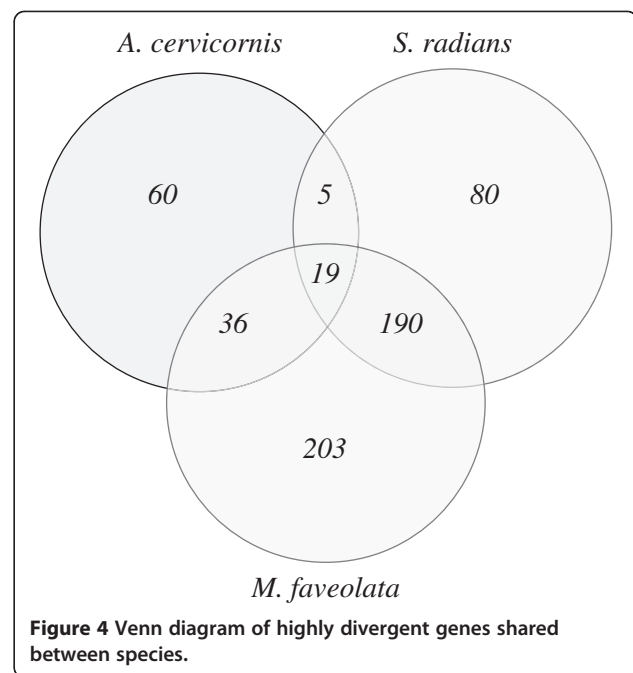 A. cervicornis S. radians
60 5 80
19
36 190
203
M. faveolata
Figure 4 Venn diagram of highly divergent genes shared
between species.